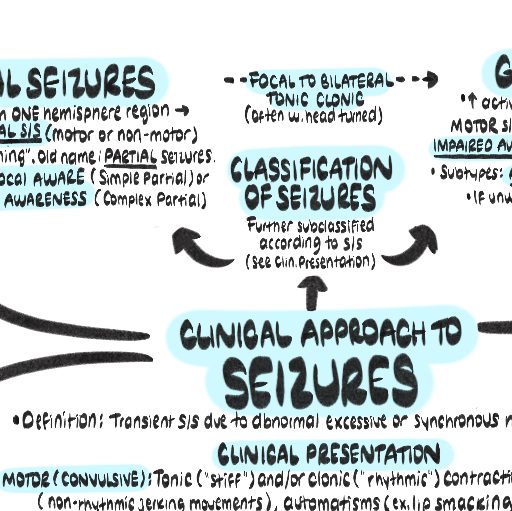 AL SEIZURES
n ONE hemisphere region →
AL S/S (motor or non-motor)
ning", old name: PARTIAL seizures.
OCAL AWARE (Simple Partial) or
AWARENESS (Complex Partial)
--FOCAL TO BILATERAL-->
TONIC CLONIC
(often w. head turned)
CLASSIFICATION
OF SEIZURES
Further subclassified
according to s/s
(see clin. Presentation)
G
•↑ activ
MOTOR S/
IMPAIRED AW
• Subtypes:
• If unw
CLINICAL APPROACH TO
SEIZURES
•Definition: Transient s/s due to abnormal excessive or synchronous n
CLINICAL PRESENTATION
MOTOR (CONVULSIVE): Tonic ("stiff") and/or clonic ("rhythmic") contracti
(non-rhythmic jerking movements), automatisms (ex. lip smacking,